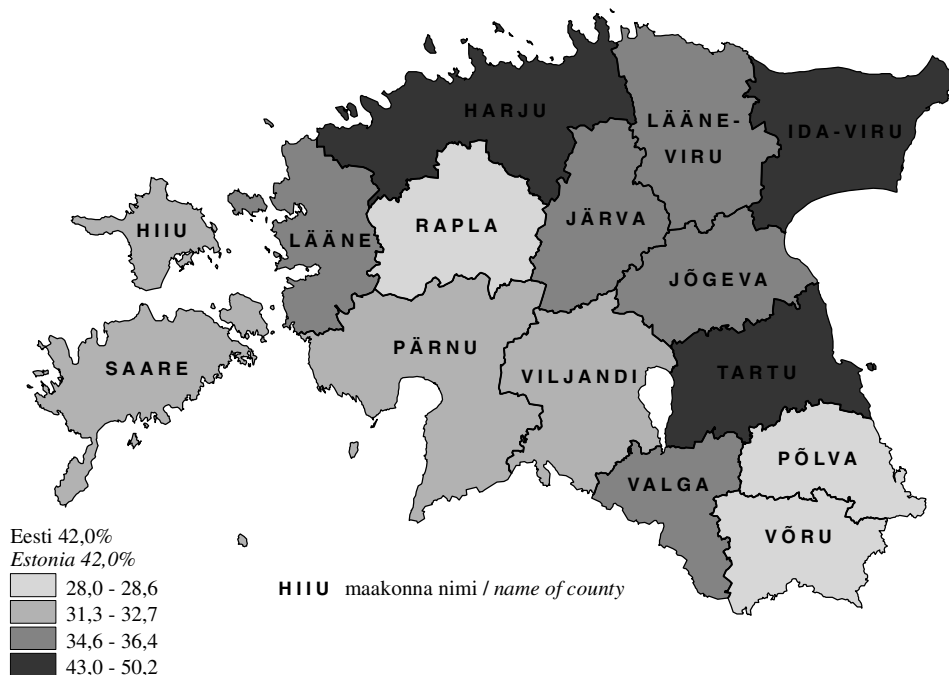 HARJU
LÄÄNE-
VIRU
IDA-VIRU
HIIU
LÄÄNE
RAPLA
JÄRVA
JÕGEVA
SAARE
PÄRNU
VILJANDI
TARTU
PÕLVA
VALGA
VÕRU
Eesti 42,0%
Estonia 42,0%
28,0 - 28,6
31,3 - 32,7
34,6 - 36,4
43,0 - 50,2
HIIU maakonna nimi / name of county